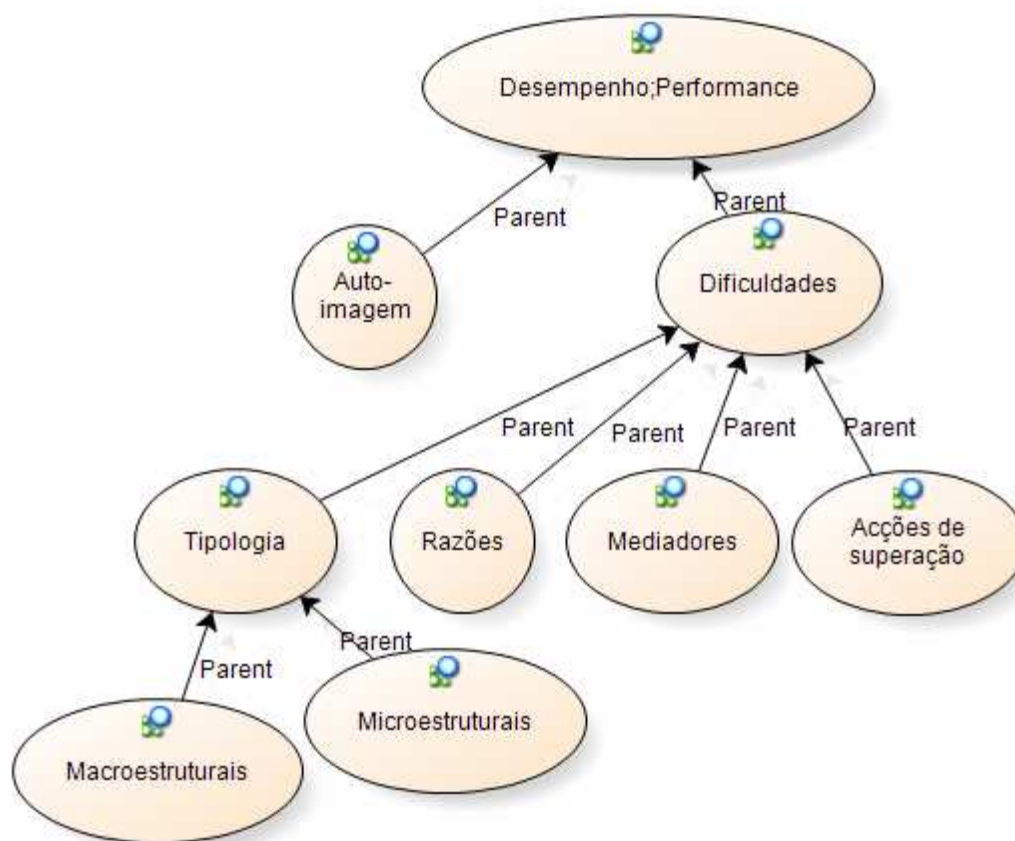 Desempenho;Performance
Parent
Parent
Auto-
imagem
Dificuldades
Parent
Parent
Parent
Parent
Tipologia
Razões
Mediadores
Acções de
superação
Parent
Parent
Macroestruturais
Microestruturais